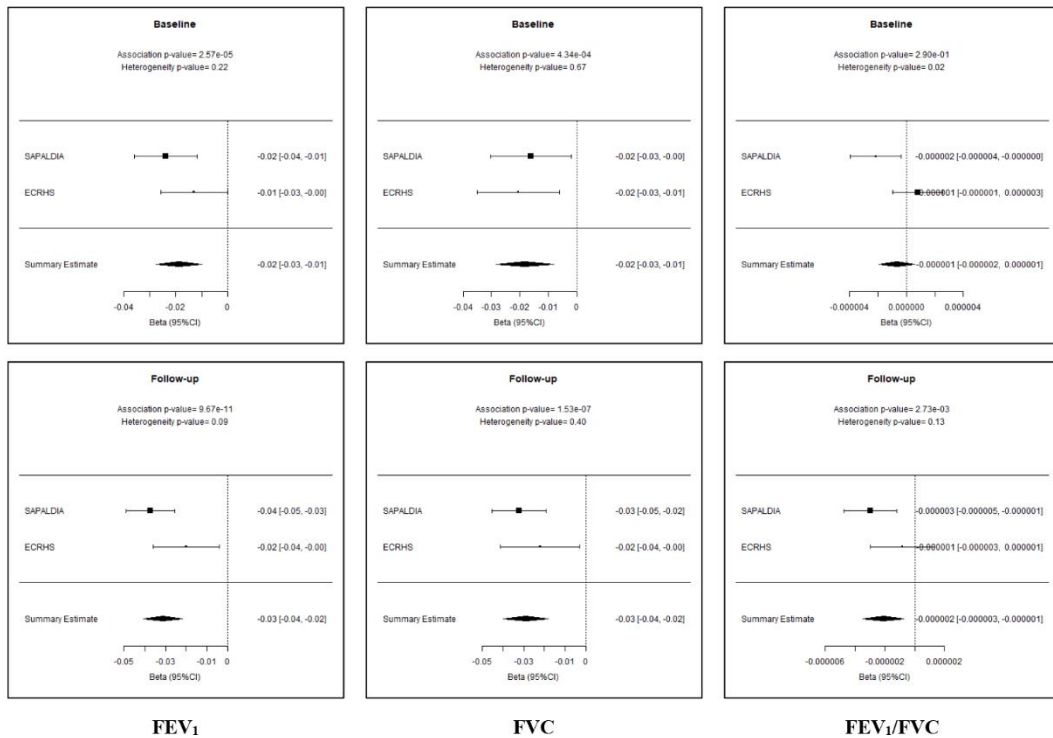 Baseline
Association p-value= 2.57e-05
Heterogeneity p-value= 0.22
SAPALDIA
-0.02 [-0.04, -0.01]
ECRHS
-0.01 [-0.03, -0.00]
Summary Estimate
-0.02 [-0.03, -0.01]
-0.04 -0.02 0
Beta (95%CI)
Baseline
Association p-value= 4.34e-04
Heterogeneity p-value= 0.67
SAPALDIA
-0.02 [-0.03, -0.00]
ECRHS
-0.02 [-0.03, -0.01]
Summary Estimate
-0.02 [-0.03, -0.01]
-0.04 -0.03 -0.02 -0.01 0
Beta (95%CI)
Baseline
Association p-value= 2.90e-01
Heterogeneity p-value= 0.02
SAPALDIA
-0.000002 [-0.000004, -0.000000]
ECRHS
0.000001 [-0.000001, 0.000003]
Summary Estimate
-0.000001 [-0.000002, 0.000001]
-0.000004 0.000000 0.000004
Beta (95%CI)
Follow-up
Association p-value= 9.67e-11
Heterogeneity p-value= 0.09
SAPALDIA
-0.04 [-0.05, -0.03]
ECRHS
-0.02 [-0.04, -0.00]
Summary Estimate
-0.03 [-0.04, -0.02]
-0.05 -0.03 -0.01 0
Beta (95%CI)
Follow-up
Association p-value= 1.53e-07
Heterogeneity p-value= 0.40
SAPALDIA
-0.03 [-0.05, -0.02]
ECRHS
-0.02 [-0.04, -0.00]
Summary Estimate
-0.03 [-0.04, -0.02]
-0.05 -0.03 -0.01 0
Beta (95%CI)
Follow-up
Association p-value= 2.73e-03
Heterogeneity p-value= 0.13
SAPALDIA
-0.000003 [-0.000005, -0.000001]
ECRHS
-0.000001 [-0.000003, 0.000001]
Summary Estimate
-0.000002 [-0.000003, -0.000001]
-0.000006 -0.000002 0.000002
Beta (95%CI)
FEV₁
FVC
FEV₁/FVC